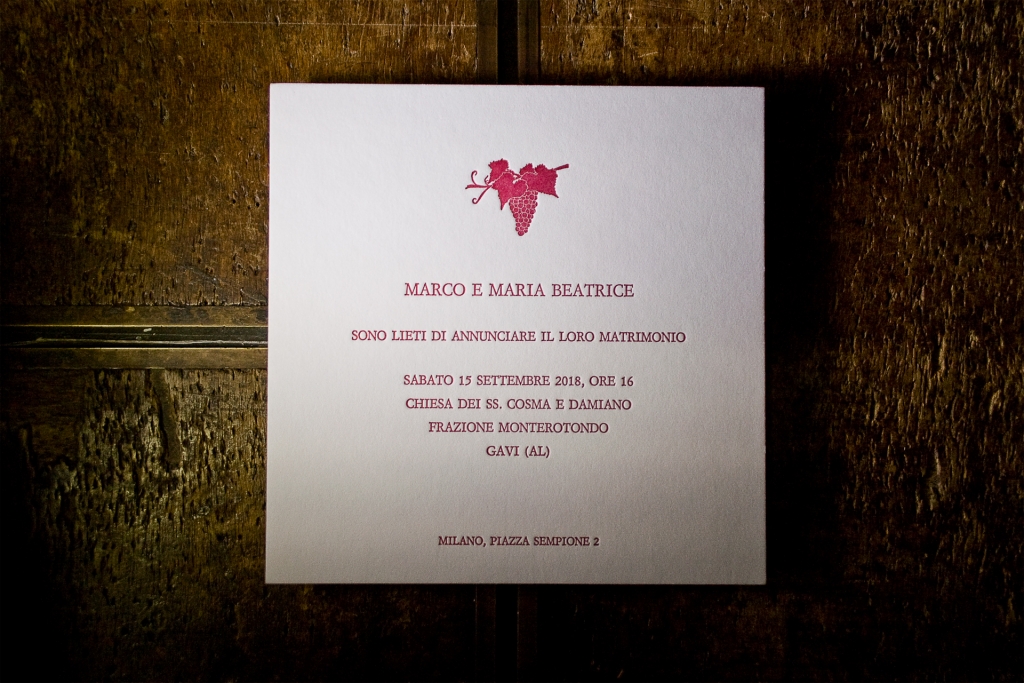 MARCO E MARIA BEATRICE
SONO LIETI DI ANNUNCIARE IL LORO MATRIMONIO
SABATO 15 SETTEMBRE 2018, ORE 16
CHIESA DEI SS. COSMA E DAMIANO
FRAZIONE MONTEROTONDO
GAVI (AL)
MILANO, PIAZZA SEMPIONE 2